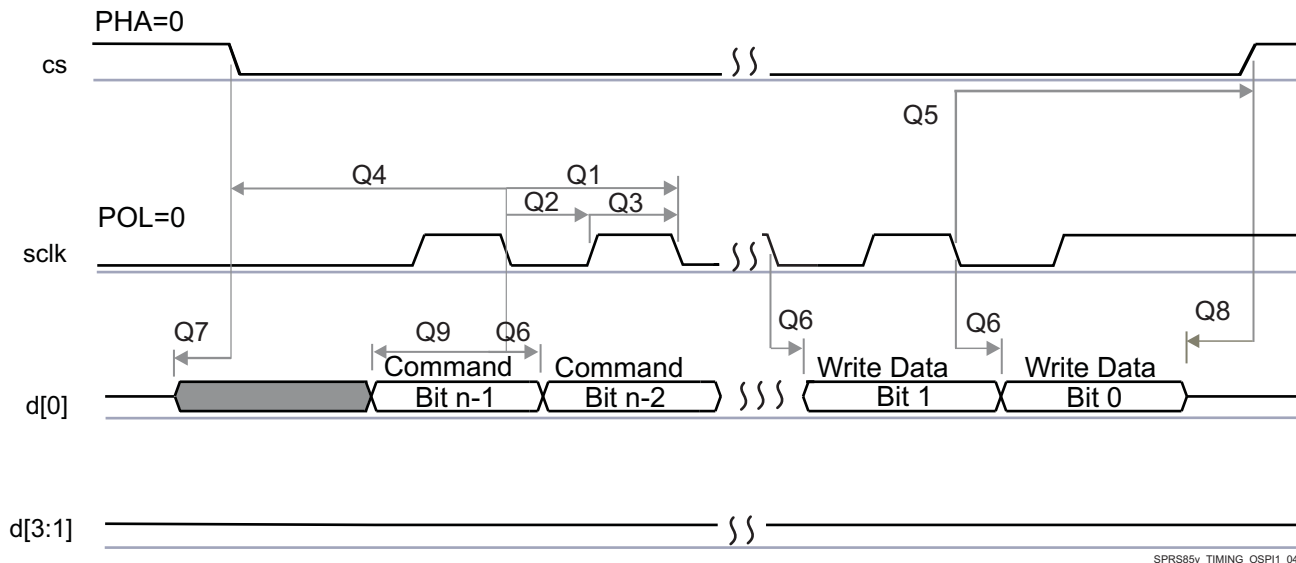 PHA=0
cs
Q5
Q4
Q1
Q2
Q3
POL=0
sclk
Q7
Q9
Q6
Q6
Q6
Q8
Command
Command
Write Data
Write Data
d[0]
Bit n-1
Bit n-2
Bit 1
Bit 0
d[3:1]
SPRS85v_TIMING_OSPI1_04